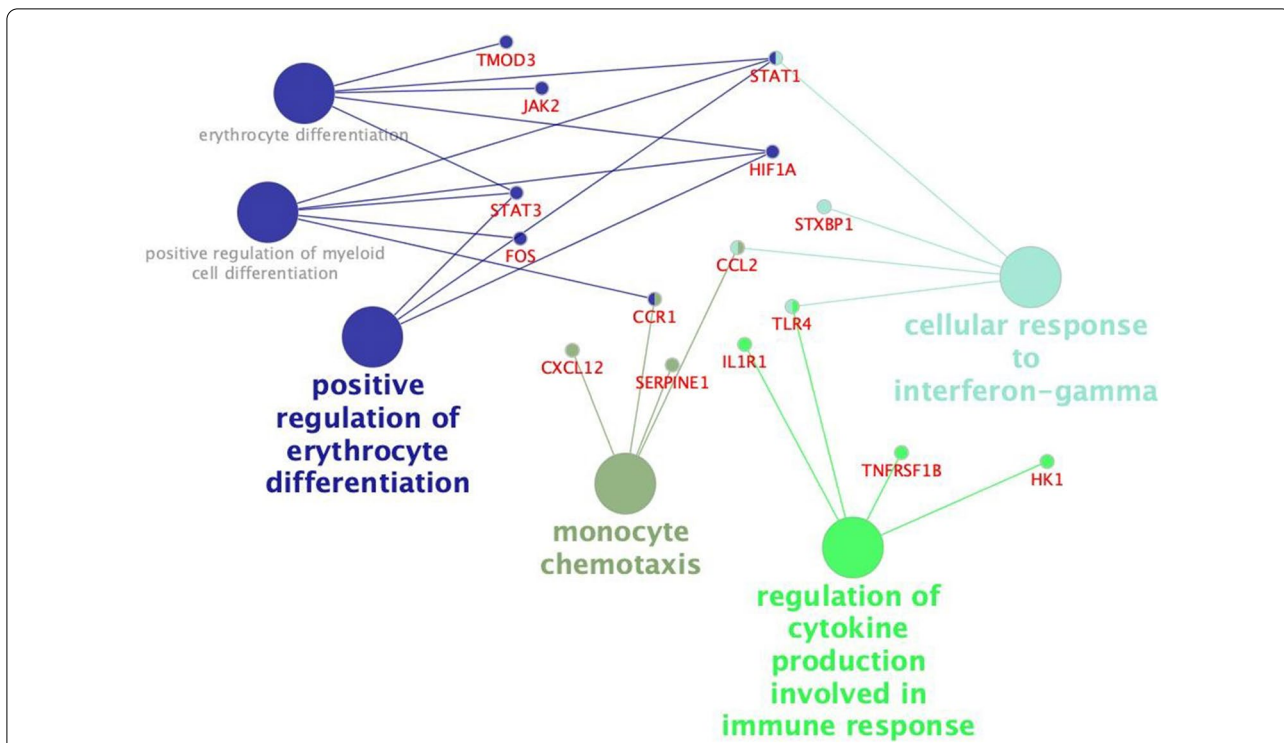 TMOD3
STAT1
JAK2
erythrocyte differentiation
HIF1A
STAT3
STXBP1
positive regulation of myeloid
cell differentiation
FOS
CCL2
CCR1
TLR4
cellular response
to
interferon-gamma
IL1R1
CXCL12
SERPINE1
positive
regulation of
erythrocyte
differentiation
TNFRSF1B
HK1
monocyte
chemotaxis
regulation of
cytokine
production
involved in
immune response